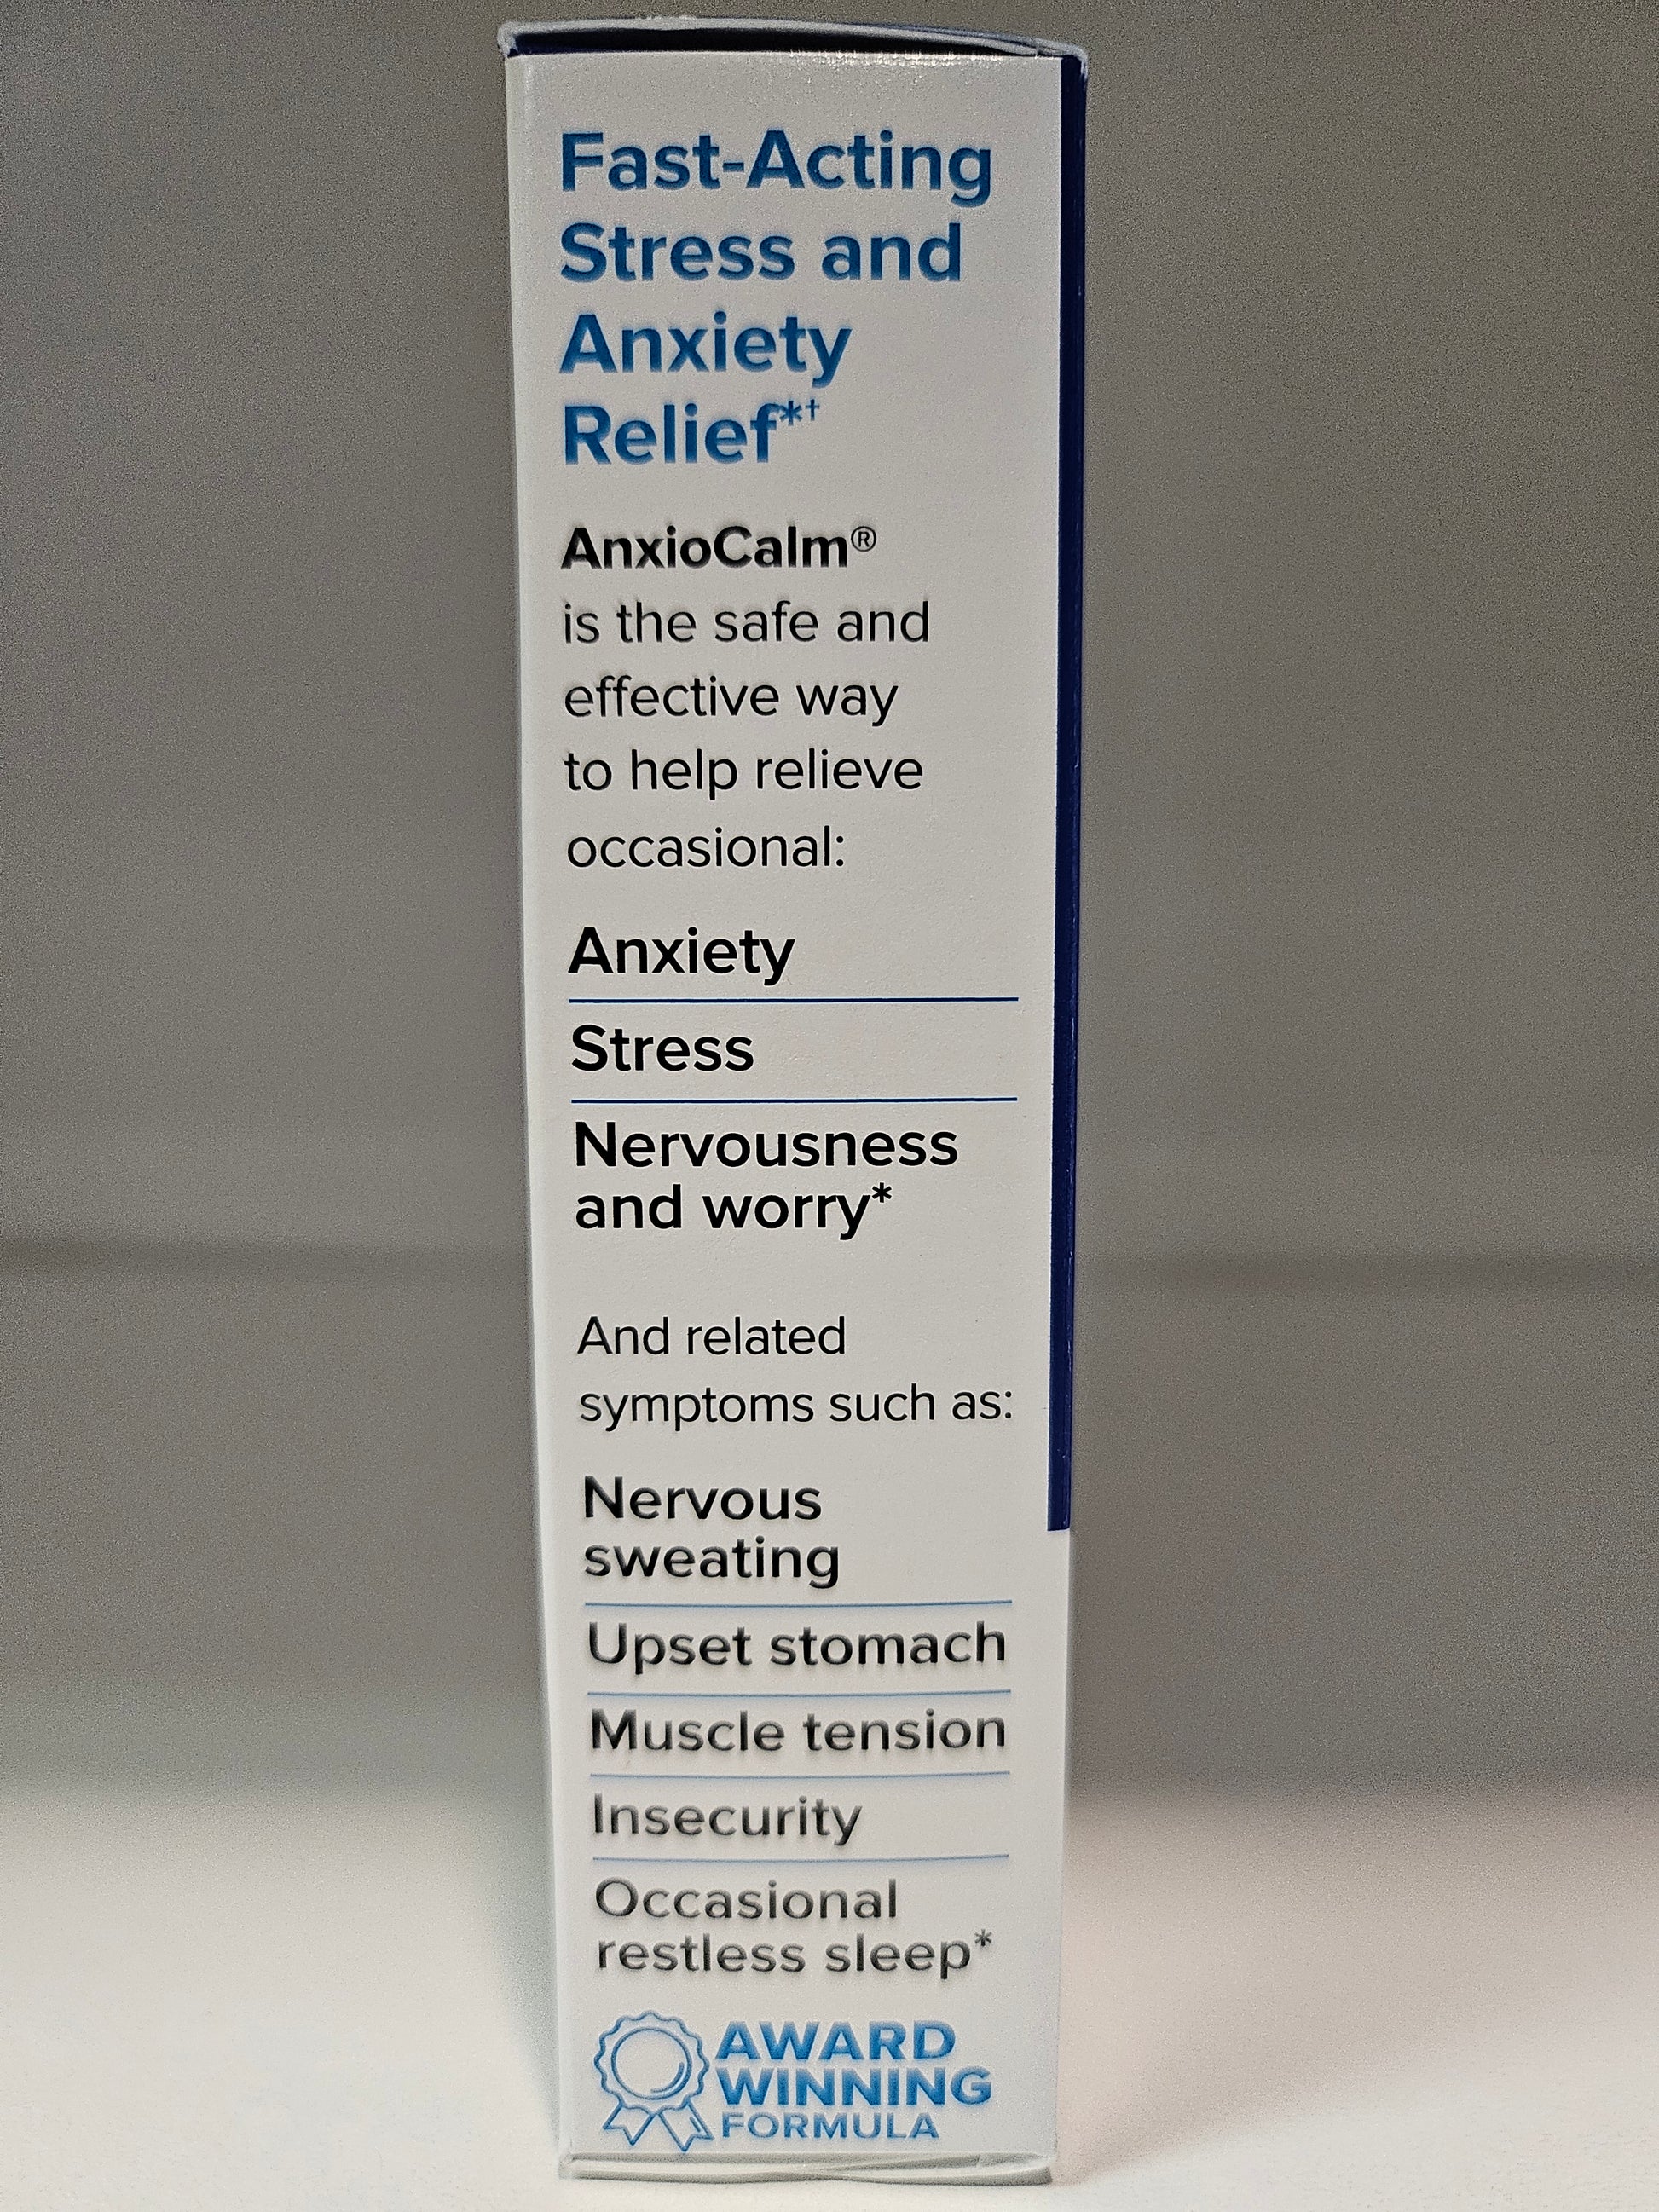 Fast-Acting
Stress and
Anxiety
Relief*†
AnxioCalm®
is the safe and
effective way
to help relieve
occasional:
Anxiety
Stress
Nervousness
and worry*
And related
symptoms such as:
Nervous
sweating
Upset stomach
Muscle tension
Insecurity
Occasional
restless sleep*
AWARD
WINNING
FORMULA